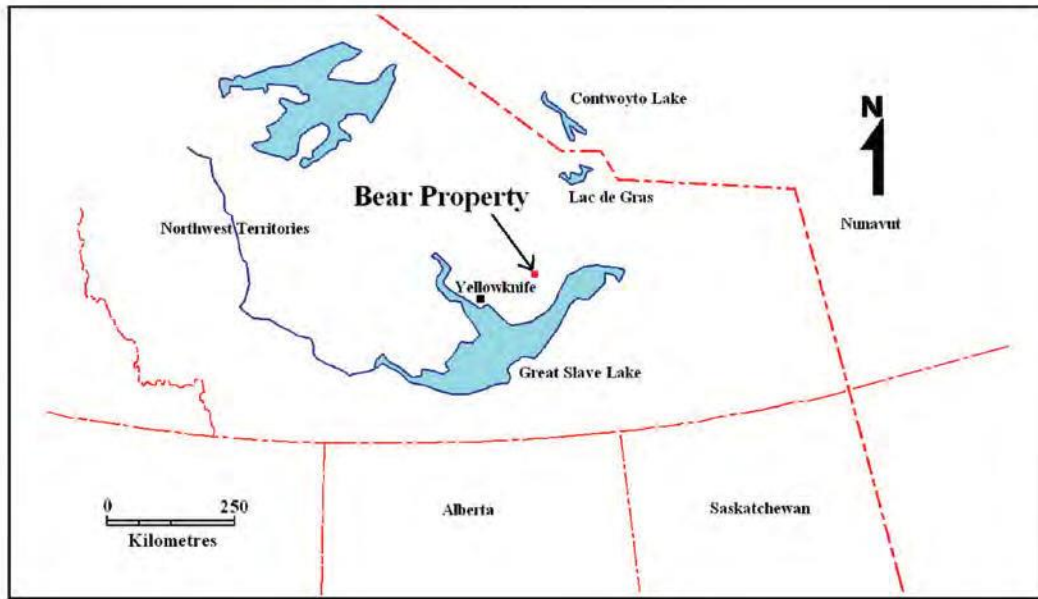 Contwoyto Lake
N
Lac de Gras
Bear Property
Nunavut
Northwest Territories
Yellowknife
Great Slave Lake
0 250
Kilometres
Alberta
Saskatchewan